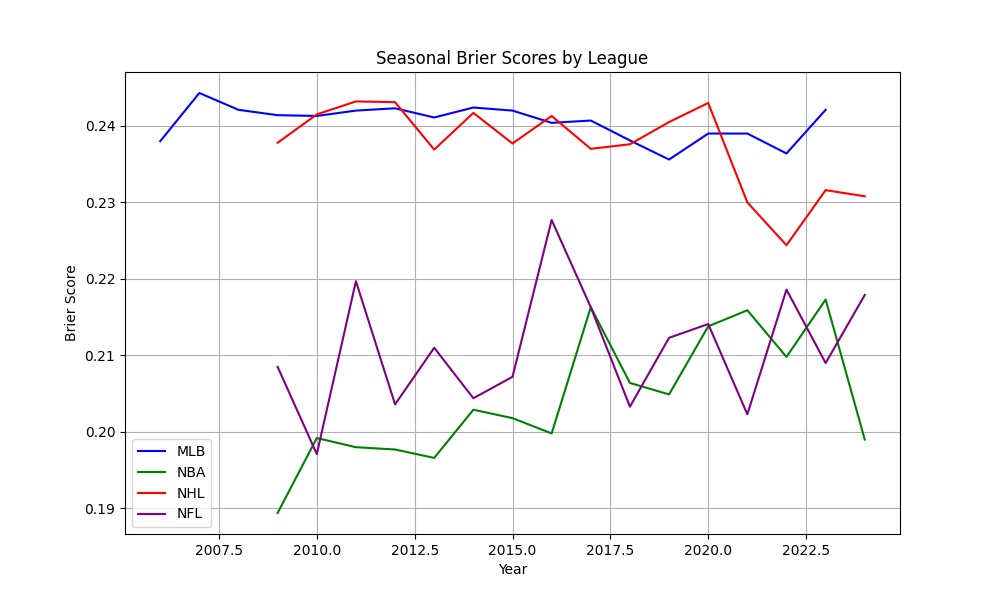 Seasonal Brier Scores by League
Brier Score
0.24
0.23
0.22
0.21
0.20
0.19
MLB
NBA
NHL
NFL
2007.5 2010.0 2012.5 2015.0 2017.5 2020.0 2022.5
Year